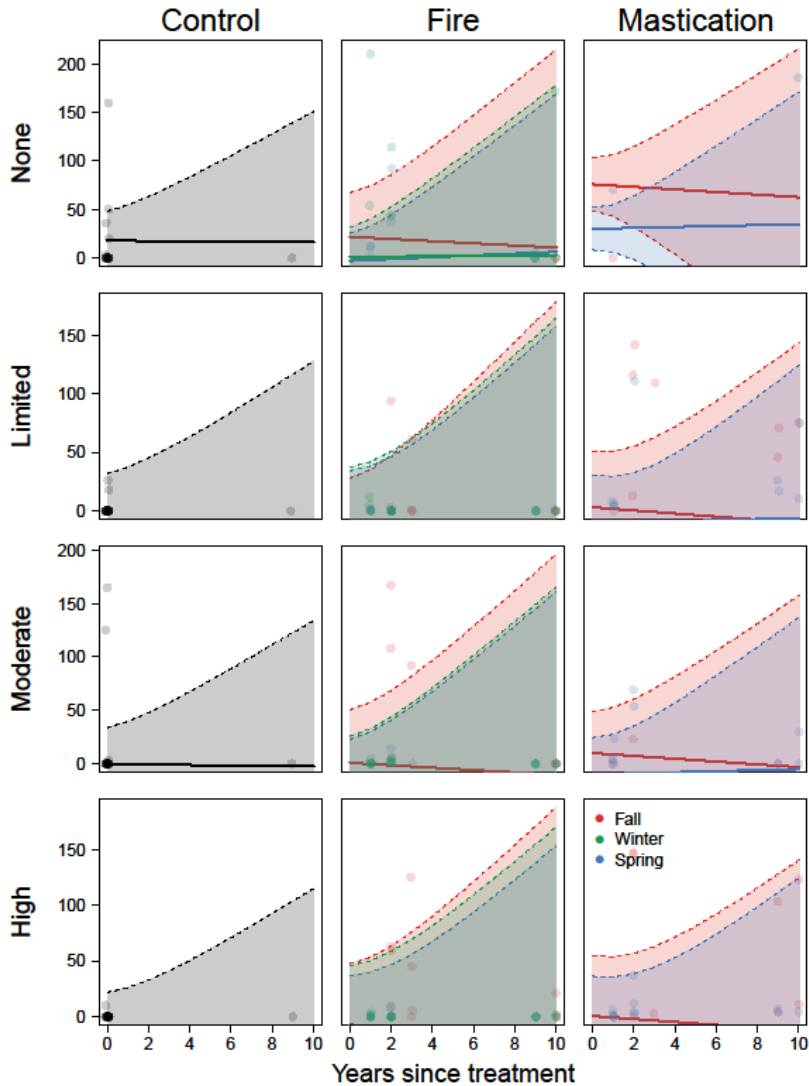 Control Fire Mastication
None
200
150
100
50
0
Limited
150
100
50
0
Moderate
200
150
100
50
0
High
150
100
50
0
Fall
Winter
Spring
0 2 4 6 8 10 0 2 4 6 8 10 0 2 4 6 8 10
Years since treatment